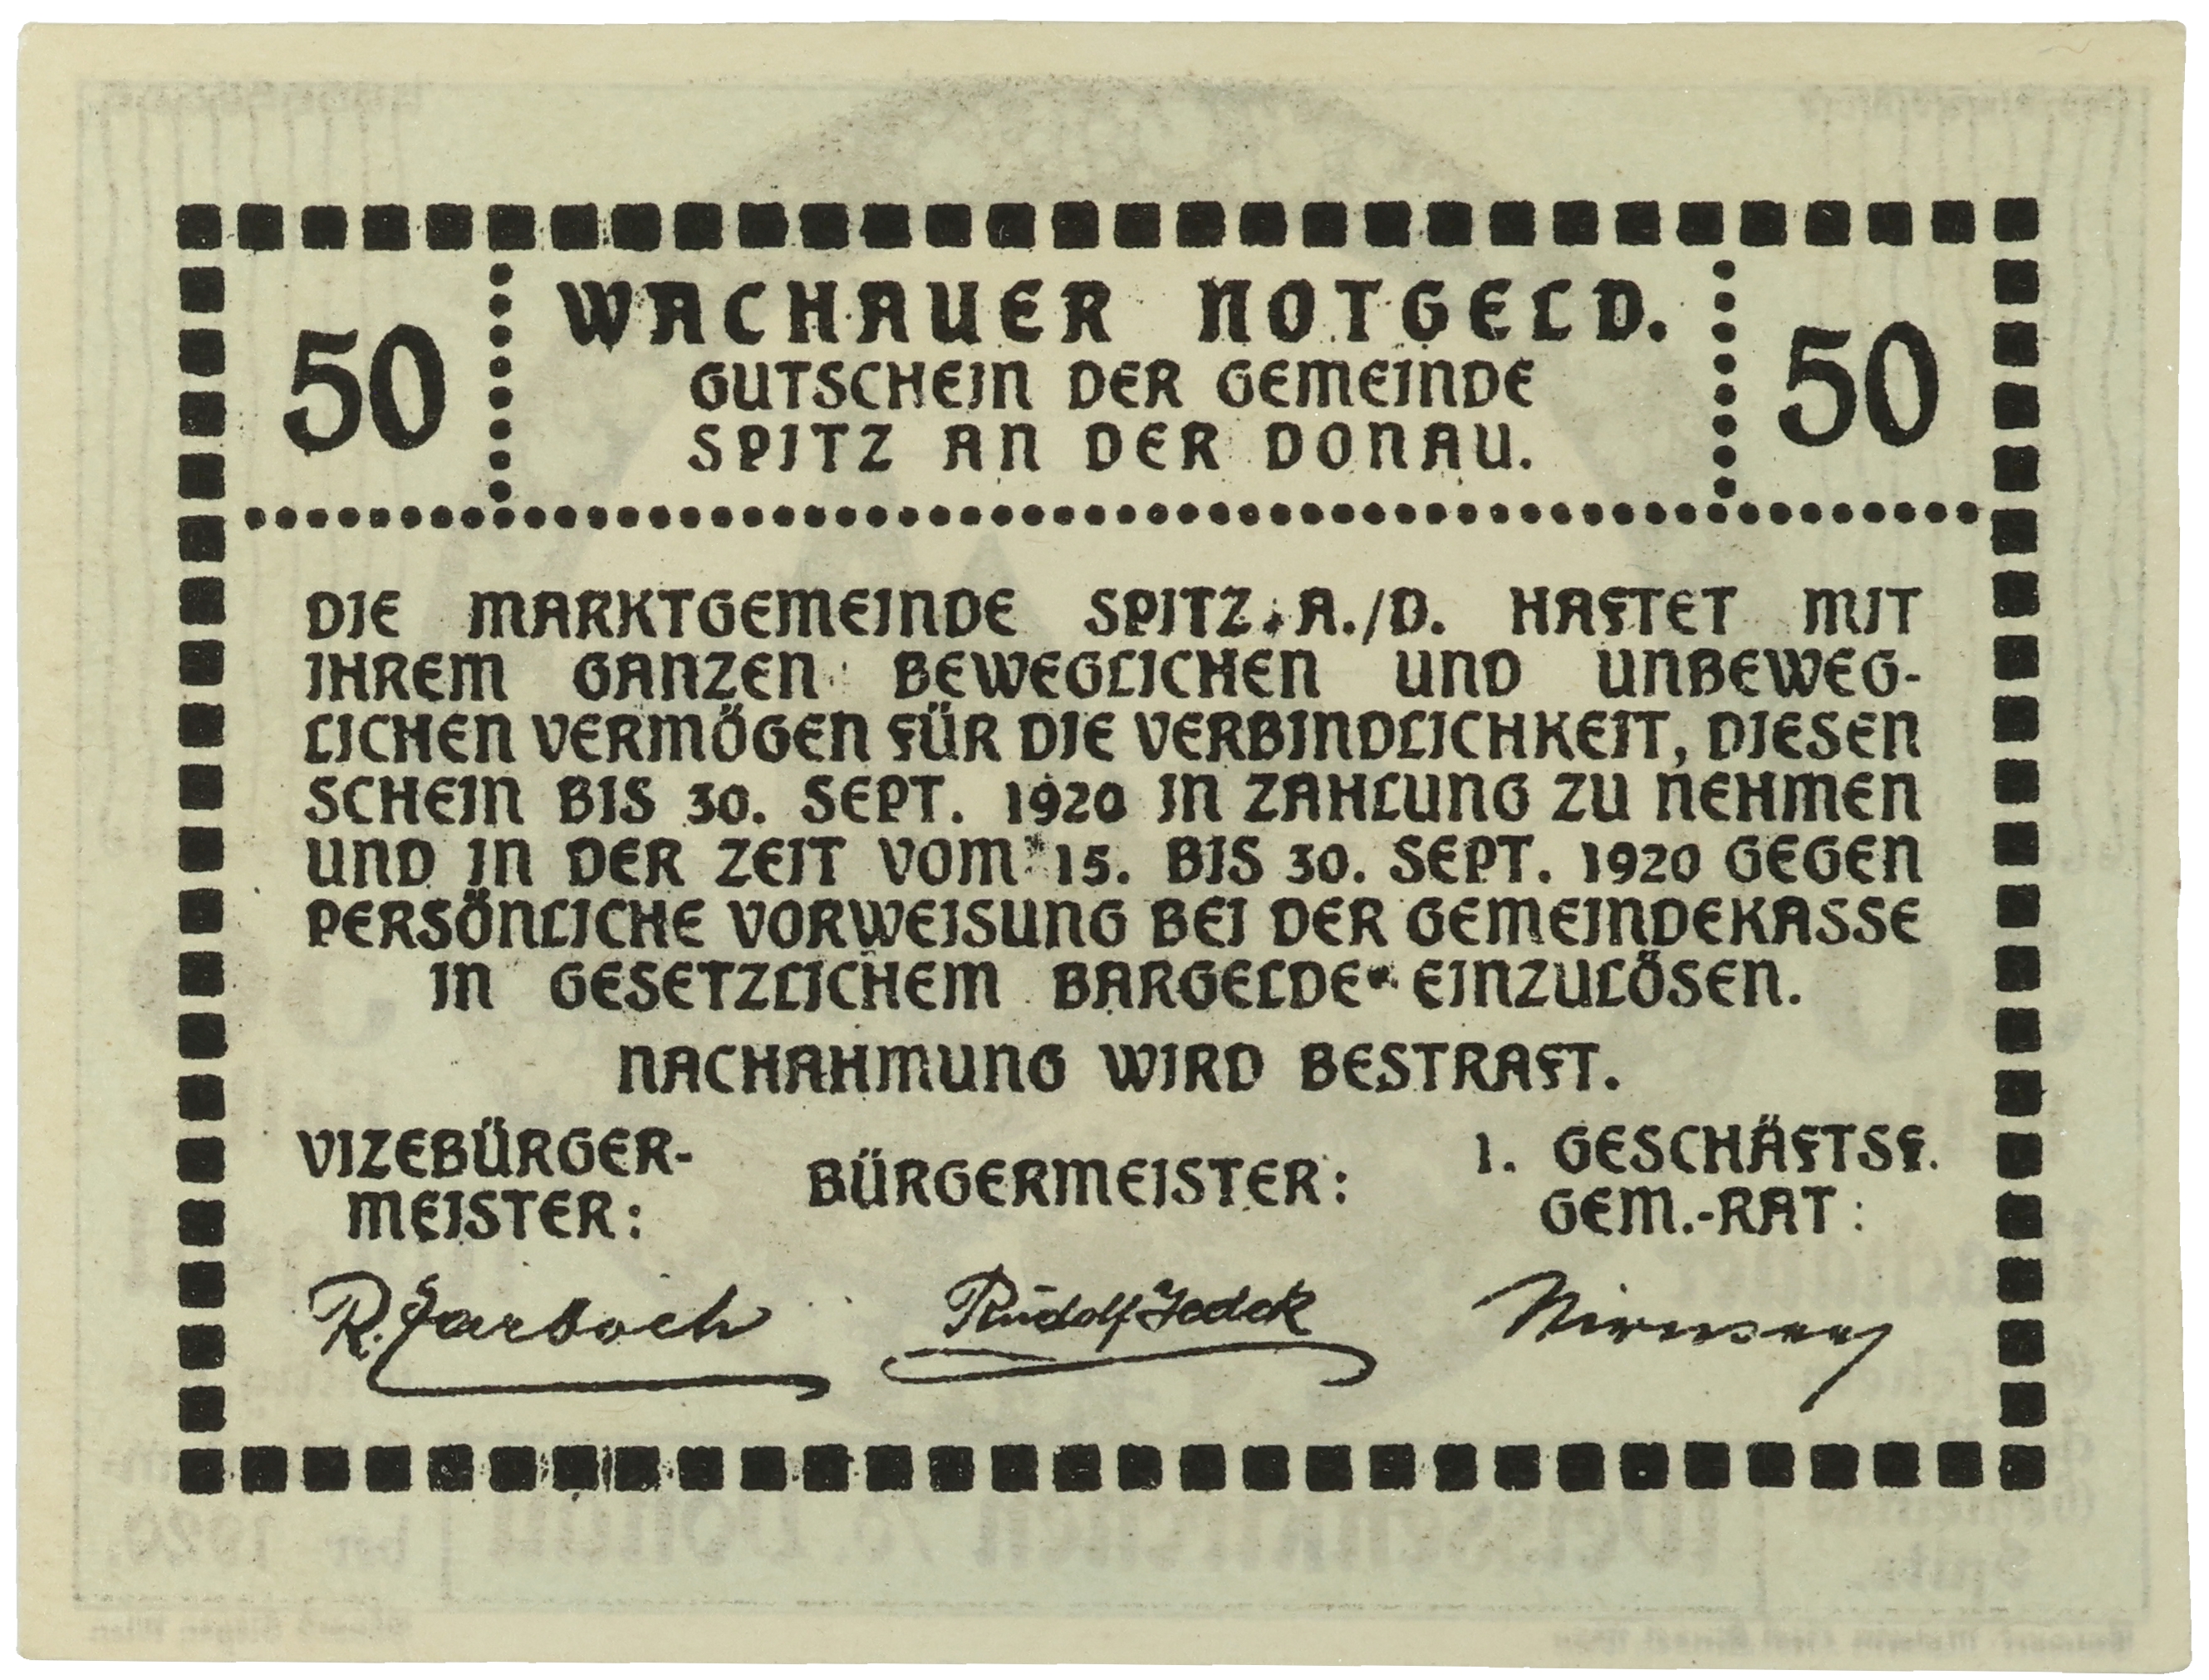 50 WACHAUER NOTGELD. 50
GUTSCHEIN DER GEMEINDE
SPITZ AN DER DONAU.
DIE MARKTGEMEINDE SPITZ A./D. HAFTET MIT
IHREM GANZEN BEWEGLICHEN UND UNBEWEG-
LICHEN VERMÖGEN FÜR DIE VERBINDLICHKEIT, DIESEN
SCHEIN BIS 30. SEPT. 1920 IN ZAHLUNG ZU NEHMEN
UND IN DER ZEIT VOM 15. BIS 30. SEPT. 1920 GEGEN
PERSÖNLICHE VORWEISUNG BEI DER GEMEINDEKASSE
IN GESETZLICHEM BARGELDE EINZULÖSEN.
NACHAHMUNG WIRD BESTRAFT.
VIZEBÜRGER-
MEISTER:
BÜRGERMEISTER:
1. GESCHÄFTSF.
GEM.-RAT:
R.
Rudolf Jedek